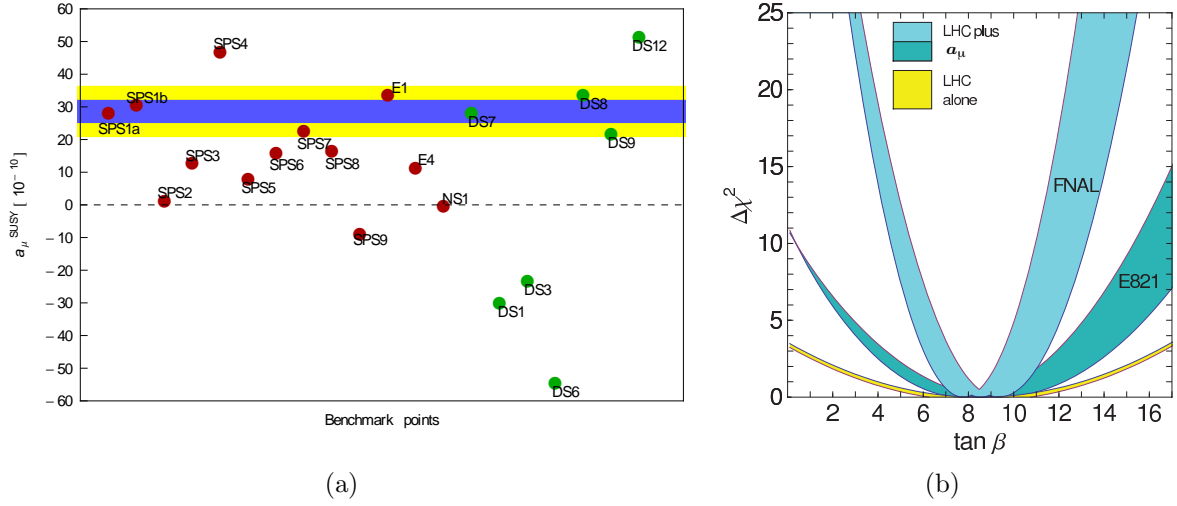 60
50
40
30
20
10
0
−10
−20
−30
−40
−50
−60
a_μ^SUSY [ 10^−10 ]
SPS1a
SPS1b
SPS2
SPS3
SPS4
SPS5
SPS6
SPS7
SPS8
SPS9
E1
E4
NS1
DS1
DS3
DS6
DS7
DS8
DS9
DS12
Benchmark points
(a)
25
20
15
10
5
0
Δχ²
LHC plus
a_μ
LHC
alone
FNAL
E821
2 4 6 8 10 12 14 16
tan β
(b)